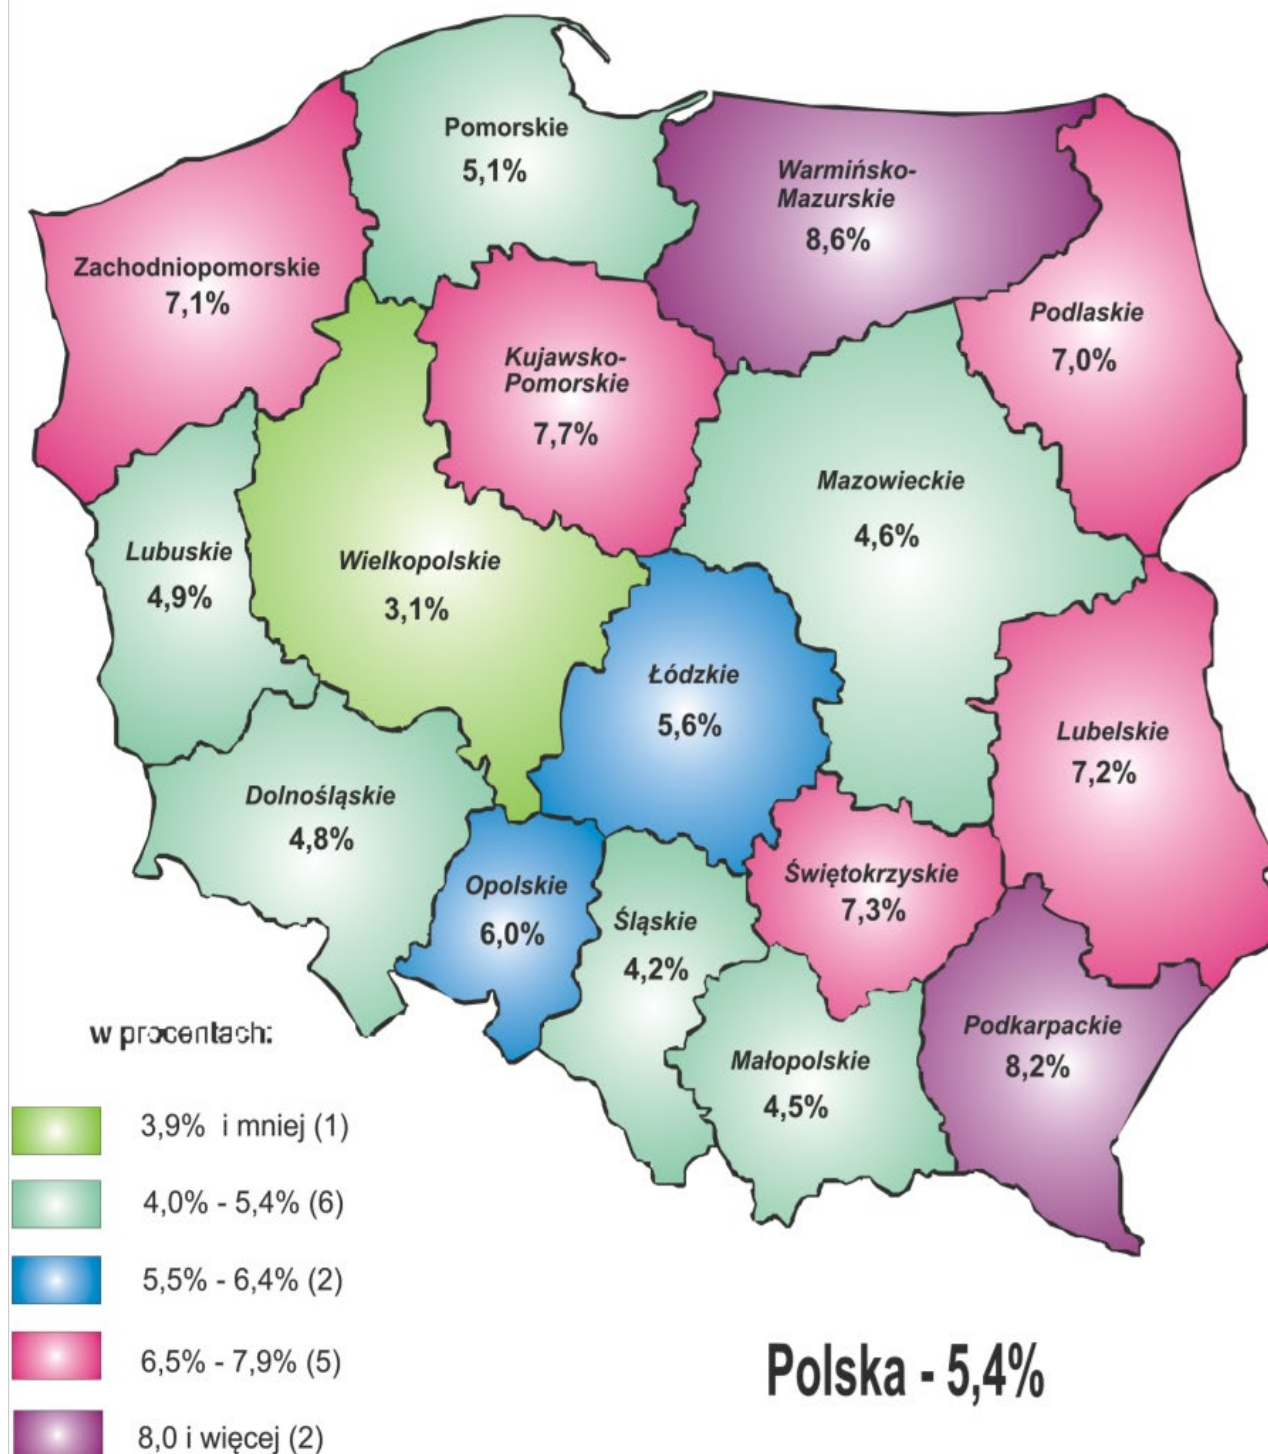 Pomorskie
5,1%
Warmińsko-
Mazurskie
8,6%
Zachodniopomorskie
7,1%
Podlaskie
7,0%
Kujawsko-
Pomorskie
7,7%
Mazowieckie
4,6%
Lubuskie
4,9%
Wielkopolskie
3,1%
Łódzkie
5,6%
Lubelskie
7,2%
Dolnośląskie
4,8%
Opolskie
6,0%
Śląskie
4,2%
Świętokrzyskie
7,3%
Małopolskie
4,5%
Podkarpackie
8,2%
w procentach:
3,9% i mniej (1)
4,0% - 5,4% (6)
5,5% - 6,4% (2)
6,5% - 7,9% (5)
8,0 i więcej (2)
Polska - 5,4%